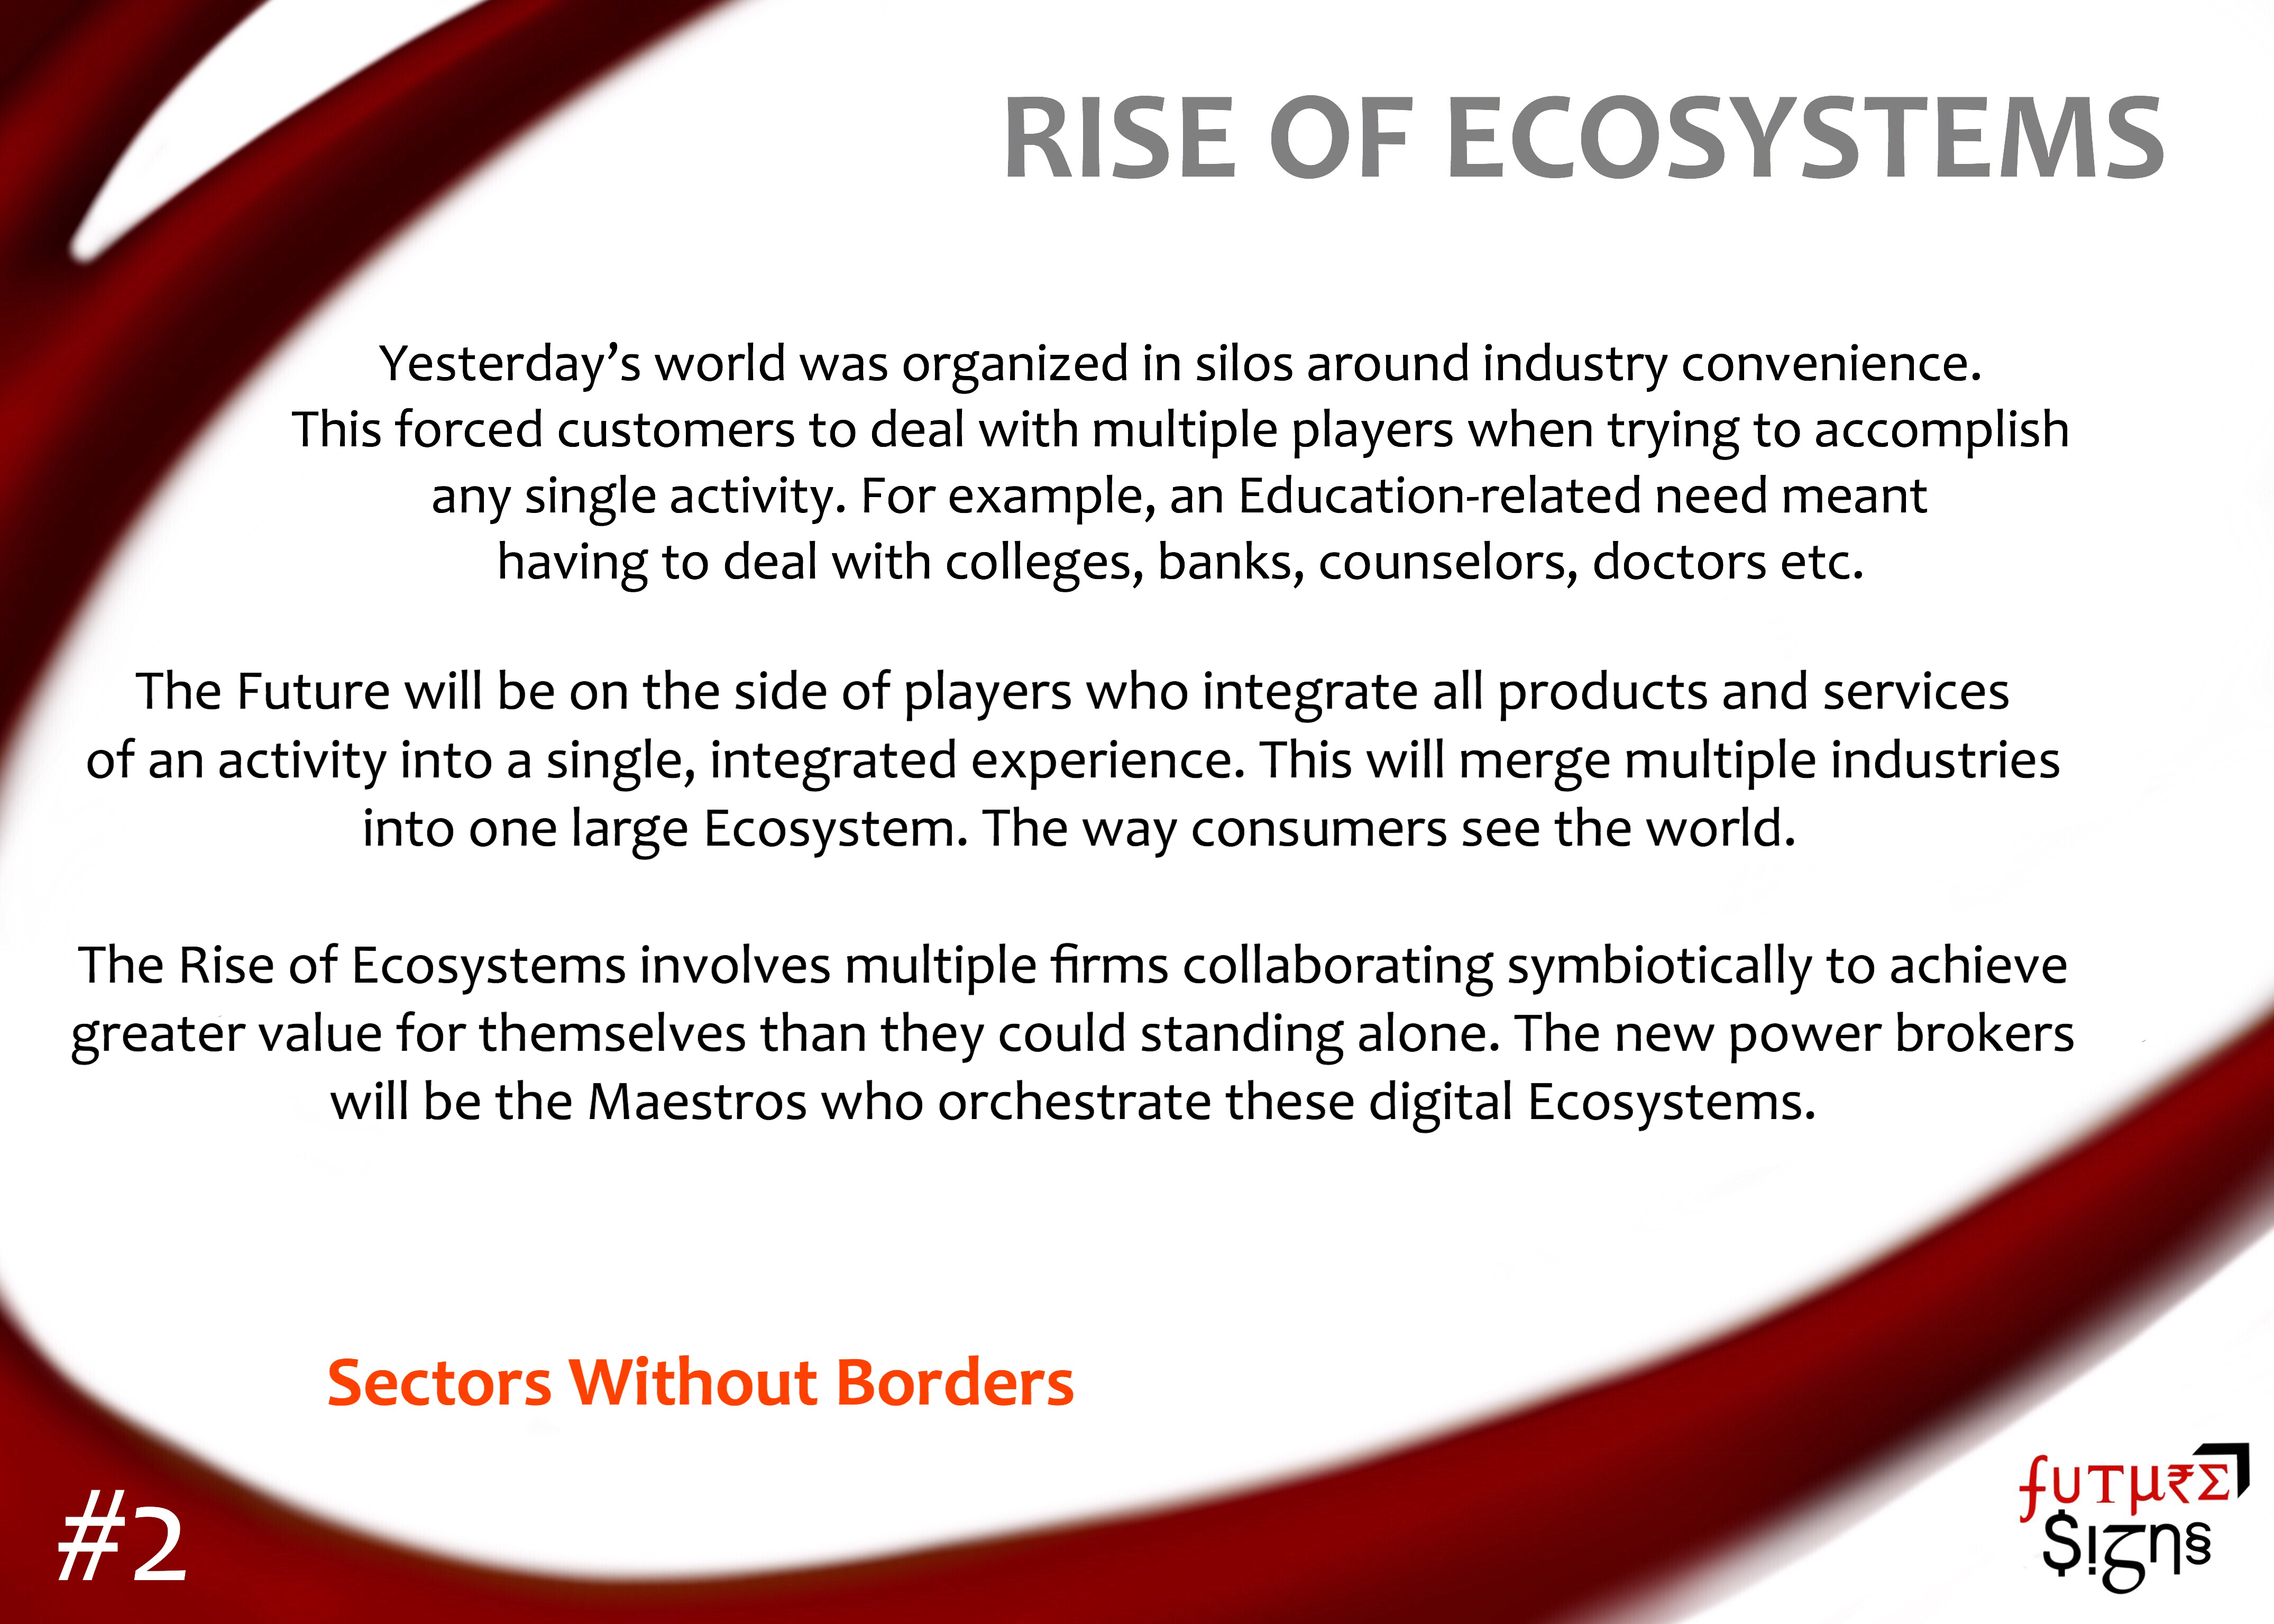 RISE OF ECOSYSTEMS
Yesterday’s world was organized in silos around industry convenience.
This forced customers to deal with multiple players when trying to accomplish
any single activity. For example, an Education-related need meant
having to deal with colleges, banks, counselors, doctors etc.
The Future will be on the side of players who integrate all products and services
of an activity into a single, integrated experience. This will merge multiple industries
into one large Ecosystem. The way consumers see the world.
The Rise of Ecosystems involves multiple firms collaborating symbiotically to achieve
greater value for themselves than they could standing alone. The new power brokers
will be the Maestros who orchestrate these digital Ecosystems.
Sectors Without Borders
#2
ƒUTµ₹Σ
$iζη§